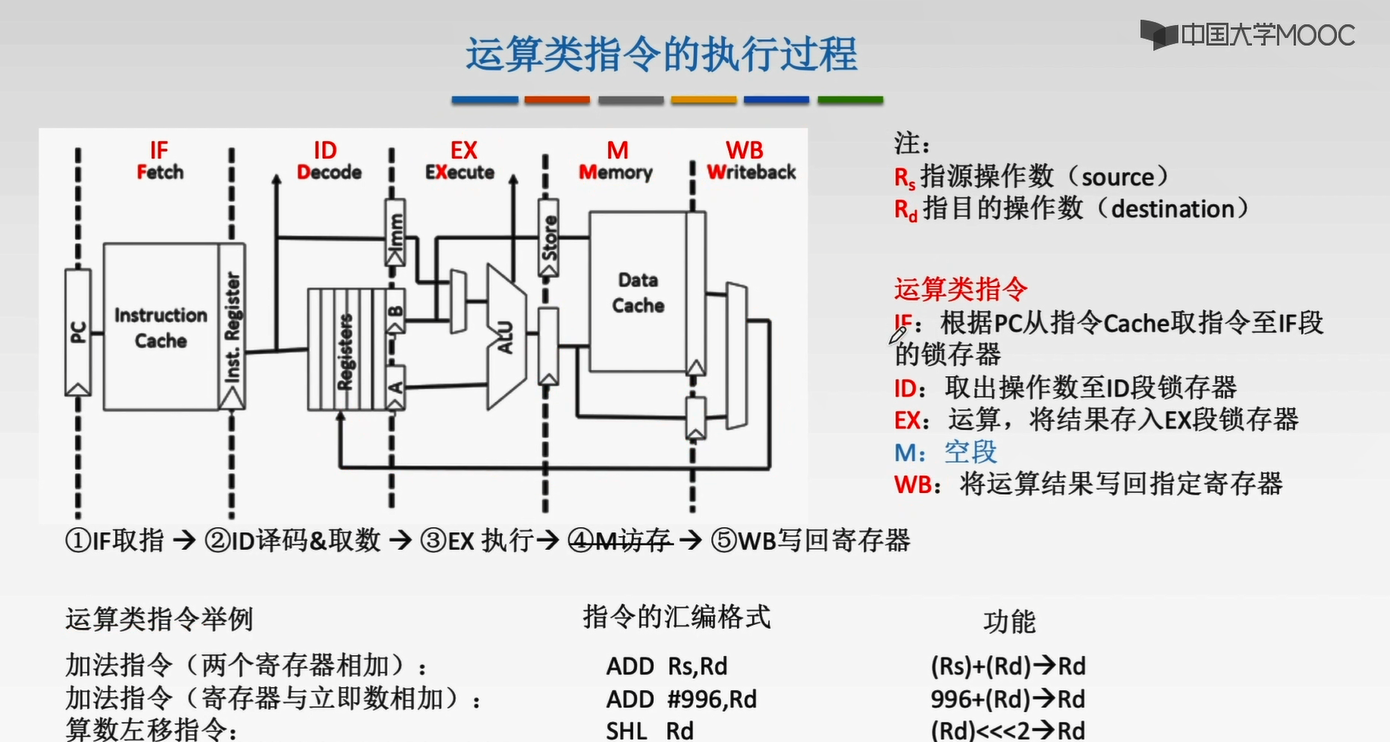 中国大学MOOC
运算类指令的执行过程
IF
ID
EX
M
WB
Fetch
Decode
EXecute
Memory
Writeback
PC
Instruction
Cache
Inst. Register
Registers
Imm
B
A
ALU
Store
Data
Cache
注：
Rs 指源操作数（source）
Rd 指目的操作数（destination）
运算类指令
IF：根据PC从指令Cache取指令至IF段
的锁存器
ID：取出操作数至ID段锁存器
EX：运算，将结果存入EX段锁存器
M：空段
WB：将运算结果写回指定寄存器
①IF取指 → ②ID译码&取数 → ③EX 执行→ ④M访存 → ⑤WB写回寄存器
运算类指令举例 指令的汇编格式 功能
加法指令（两个寄存器相加）： ADD Rs,Rd (Rs)+(Rd)→Rd
加法指令（寄存器与立即数相加）： ADD #996,Rd 996+(Rd)→Rd
算数左移指令： SHL Rd (Rd)<<<2→Rd